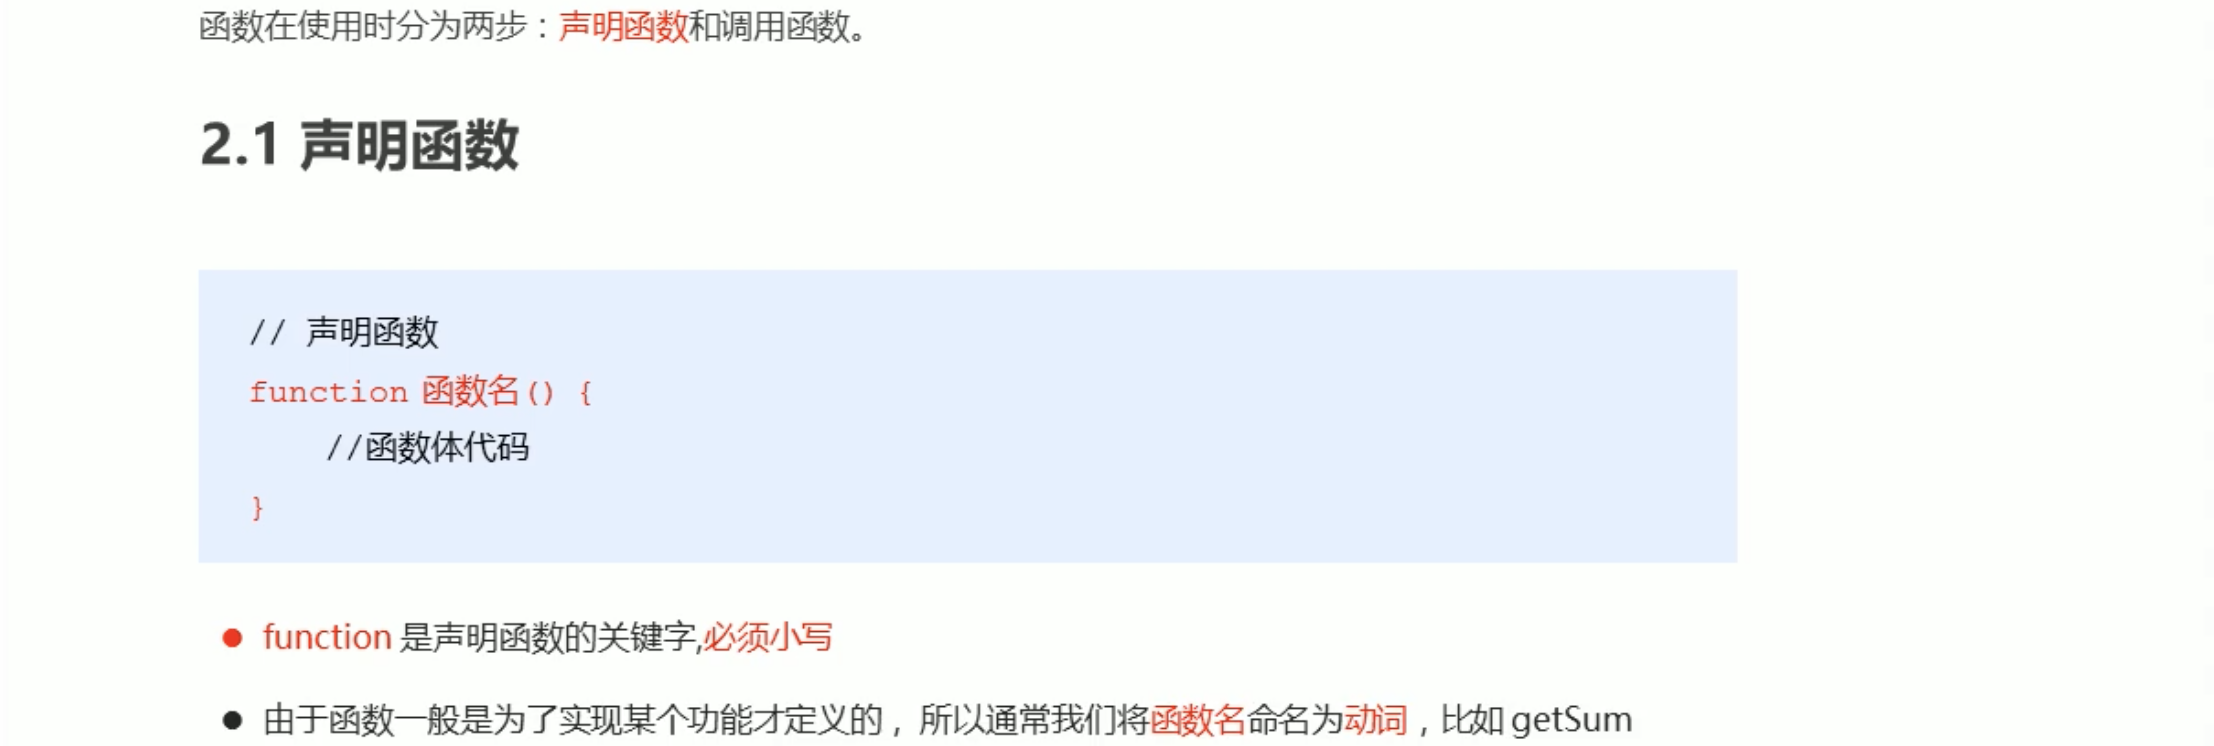 函数在使用时分为两步：声明函数和调用函数。
2.1 声明函数
// 声明函数
function 函数名() {
//函数体代码
}
● function 是声明函数的关键字,必须小写
● 由于函数一般是为了实现某个功能才定义的，所以通常我们将函数名命名为动词，比如 getSum